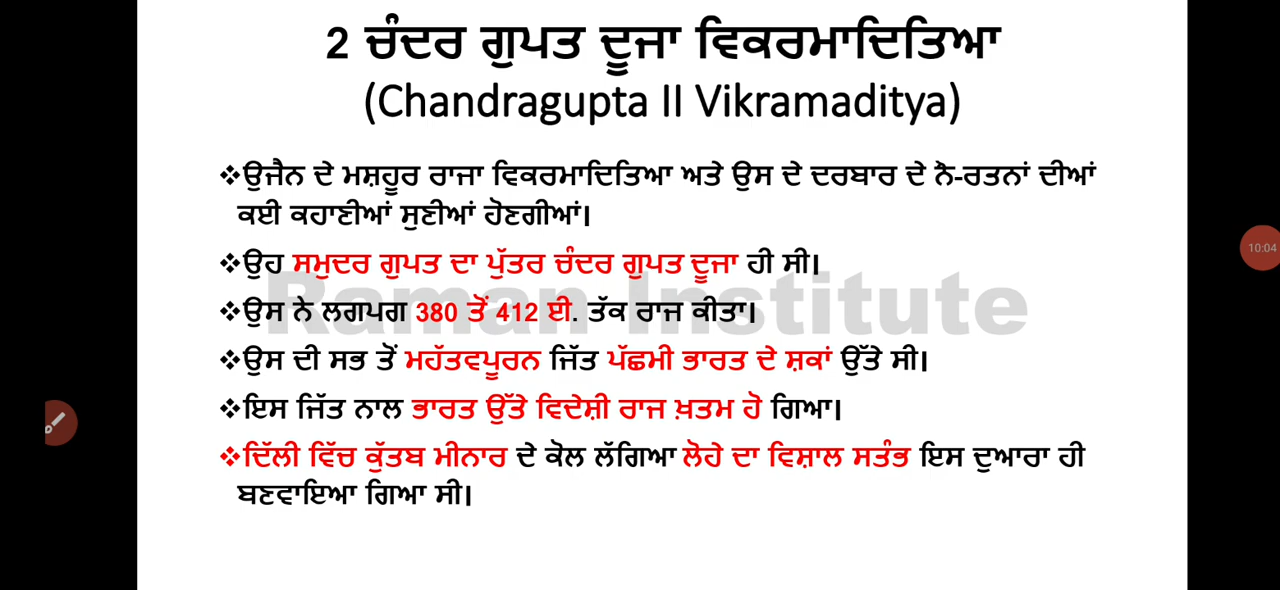 2 ਚੰਦਰ ਗੁਪਤ ਦੂਜਾ ਵਿਕਰਮਾਦਿਤਿਆ
(Chandragupta II Vikramaditya)
❖ਉਜੈਨ ਦੇ ਮਸ਼ਹੂਰ ਰਾਜਾ ਵਿਕਰਮਾਦਿਤਿਆ ਅਤੇ ਉਸ ਦੇ ਦਰਬਾਰ ਦੇ ਨੌ-ਰਤਨਾਂ ਦੀਆਂ
ਕਈ ਕਹਾਣੀਆਂ ਸੁਣੀਆਂ ਹੋਣਗੀਆਂ।
❖ਉਹ ਸਮੁਦਰ ਗੁਪਤ ਦਾ ਪੁੱਤਰ ਚੰਦਰ ਗੁਪਤ ਦੂਜਾ ਹੀ ਸੀ।
❖ਉਸ ਨੇ ਲਗਪਗ 380 ਤੋਂ 412 ਈ. ਤੱਕ ਰਾਜ ਕੀਤਾ।
❖ਉਸ ਦੀ ਸਭ ਤੋਂ ਮਹੱਤਵਪੂਰਨ ਜਿੱਤ ਪੱਛਮੀ ਭਾਰਤ ਦੇ ਸ਼ਕਾਂ ਉੱਤੇ ਸੀ।
❖ਇਸ ਜਿੱਤ ਨਾਲ ਭਾਰਤ ਉੱਤੇ ਵਿਦੇਸ਼ੀ ਰਾਜ ਖ਼ਤਮ ਹੋ ਗਿਆ।
❖ਦਿੱਲੀ ਵਿੱਚ ਕੁੱਤਬ ਮੀਨਾਰ ਦੇ ਕੋਲ ਲੱਗਿਆ ਲੋਹੇ ਦਾ ਵਿਸ਼ਾਲ ਸਤੰਭ ਇਸ ਦੁਆਰਾ ਹੀ
ਬਣਵਾਇਆ ਗਿਆ ਸੀ।
Raman Institute
10:04